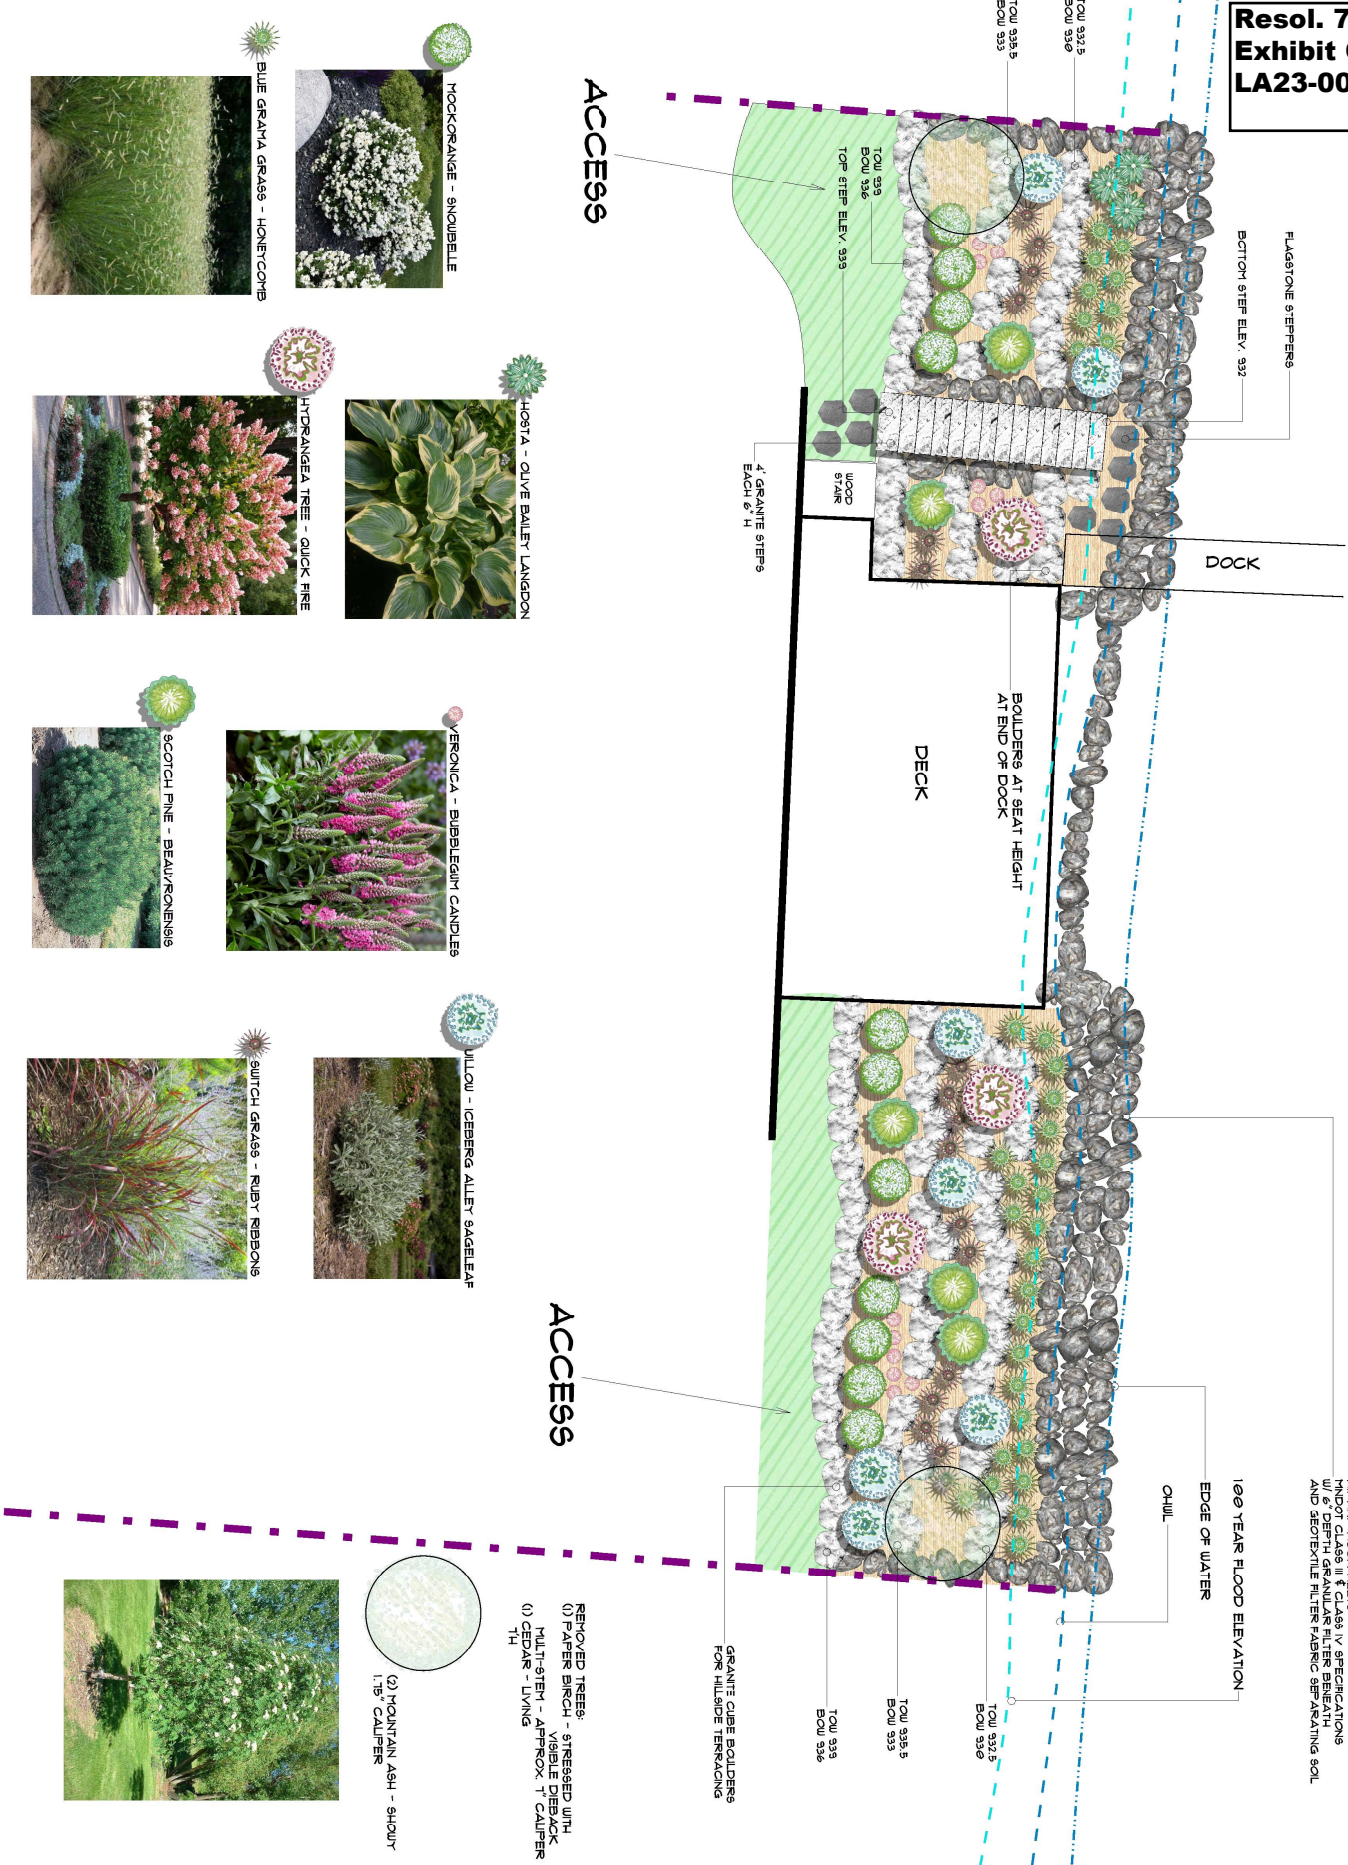 Resol. 7
Exhibit
LA23-00
TOW 932.5
BOW 930
TOW 935.5
BOW 933
FLAGSTONE STEPPERS
BOTTOM STEP ELEV. 932
TOW 939
BOW 936
TOP STEP ELEV. 939
ACCESS
4' GRANITE STEPS
EACH 6" H
WOOD
STAIR
DOCK
DECK
BOULDERS AT SEAT HEIGHT
AT END OF DOCK
MOCKORANGE - SNOWBELLE
BLUE GRAMA GRASS - HONEYCOMB
HOSTA - OLIVE BAILEY LANGDON
HYDRANGEA TREE - QUICK FIRE
VERONICA - BUBBLEGUM CANDLES
SCOTCH PINE - BEAUVRONENSIS
WILLOW - ICEBERG ALLEY SAGELEAF
SWITCH GRASS - RUBY RIBBONS
ACCESS
MNDOT CLASS III & CLASS IV SPECIFICATIONS
W/ 6" DEPTH GRANULAR FILTER BENEATH
AND GEOTEXTILE FILTER FABRIC SEPARATING SOIL
100 YEAR FLOOD ELEVATION
EDGE OF WATER
OHWL
TOW 932.5
BOW 930
TOW 935.5
BOW 933
TOW 939
BOW 936
GRANITE CUBE BOULDERS
FOR HILLSIDE TERRACING
REMOVED TREES:
(1) PAPER BIRCH - STRESSED WITH
VISIBLE DIEBACK
MULTI-STEM - APPROX. 7" CALIPER
(1) CEDAR - LIVING
7'H
(2) MOUNTAIN ASH - SHOWY
1.75" CALIPER